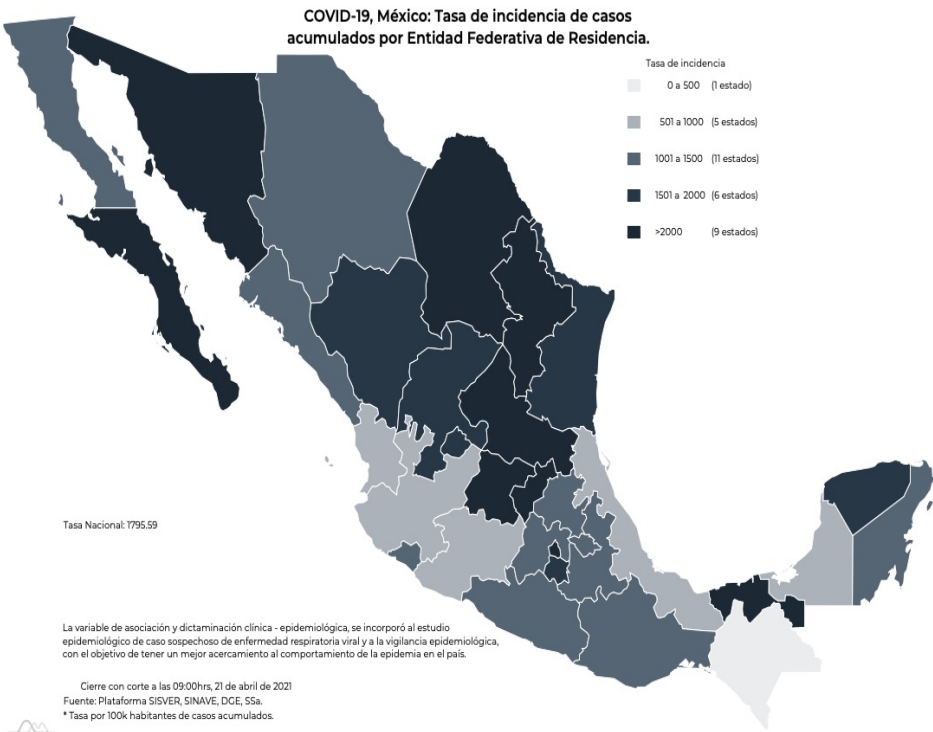 COVID-19, México: Tasa de incidencia de casos
acumulados por Entidad Federativa de Residencia.
Tasa de incidencia
0 a 500 (1 estado)
501 a 1000 (5 estados)
1001 a 1500 (11 estados)
1501 a 2000 (6 estados)
>2000 (9 estados)
Tasa Nacional: 1795.59
La variable de asociación y dictaminación clínica - epidemiológica, se incorporó al estudio
epidemiológico de caso sospechoso de enfermedad respiratoria viral y a la vigilancia epidemiológica,
con el objetivo de tener un mejor acercamiento al comportamiento de la epidemia en el país.
Cierre con corte a las 09:00hrs, 21 de abril de 2021
Fuente: Plataforma SISVER, SINAVE, DGE, SSa.
* Tasa por 100k habitantes de casos acumulados.